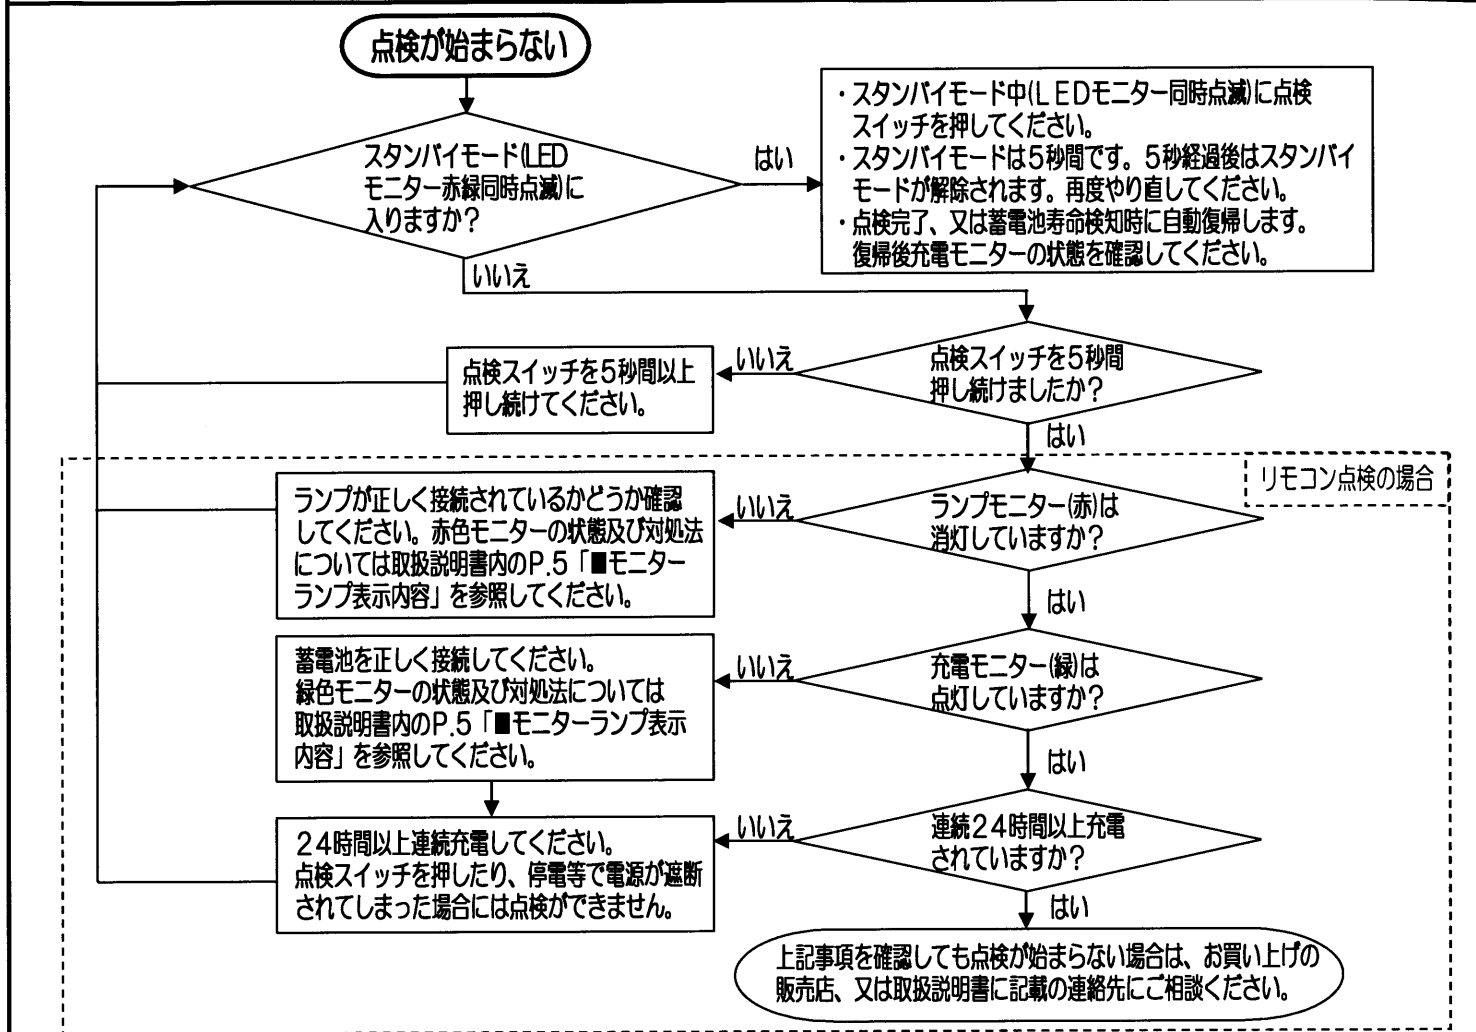 点検が始まらない
スタンバイモード(LED
モニター赤緑同時点滅)に
入りますか？
はい
・スタンバイモード中(LEDモニター同時点滅)に点検
スイッチを押してください。
・スタンバイモードは5秒間です。5秒経過後はスタンバイ
モードが解除されます。再度やり直してください。
・点検完了、又は蓄電池寿命検知時に自動復帰します。
復帰後充電モニターの状態を確認してください。
いいえ
点検スイッチを5秒間
押し続けましたか？
いいえ
点検スイッチを5秒間以上
押し続けてください。
はい
リモコン点検の場合
ランプモニター(赤)は
消灯していますか？
いいえ
ランプが正しく接続されているかどうか確認
してください。赤色モニターの状態及び対処法
については取扱説明書内のP.5「■モニター
ランプ表示内容」を参照してください。
はい
充電モニター(緑)は
点灯していますか？
いいえ
蓄電池を正しく接続してください。
緑色モニターの状態及び対処法については
取扱説明書内のP.5「■モニターランプ表示
内容」を参照してください。
はい
連続24時間以上充電
されていますか？
いいえ
24時間以上連続充電してください。
点検スイッチを押したり、停電等で電源が遮断
されてしまった場合には点検ができません。
はい
上記事項を確認しても点検が始まらない場合は、お買い上げの
販売店、又は取扱説明書に記載の連絡先にご相談ください。